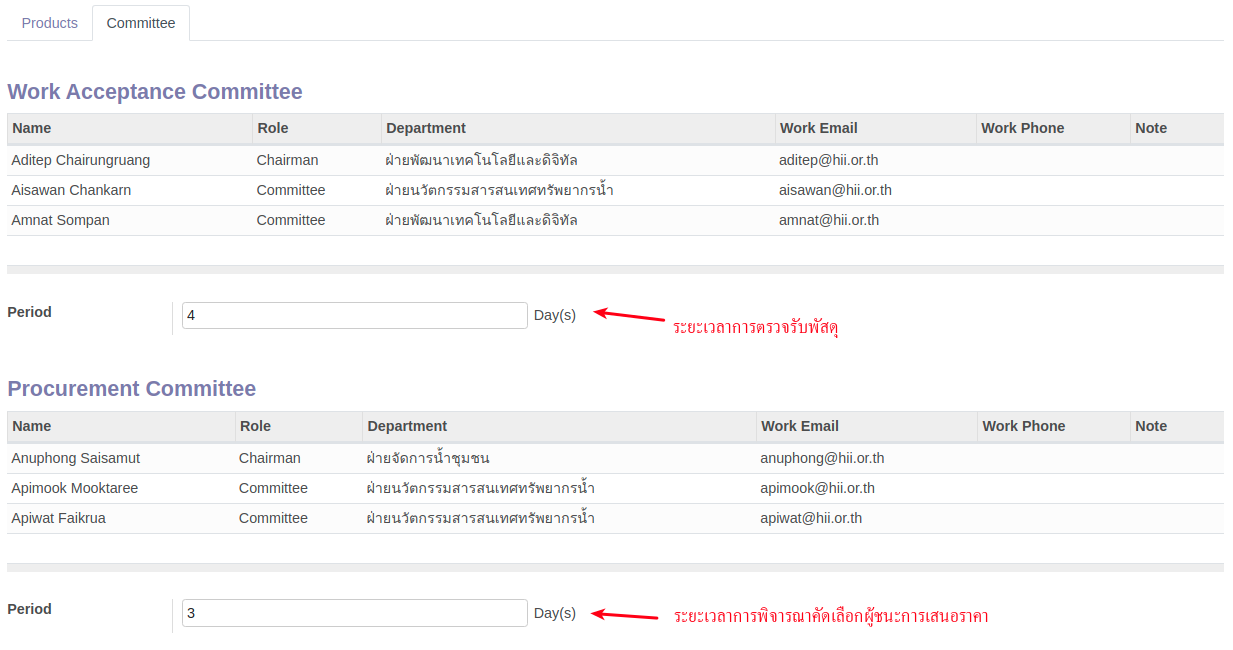 Products Committee
Work Acceptance Committee
Name Role Department Work Email Work Phone Note
Aditep Chairungruang Chairman ฝ่ายพัฒนาเทคโนโลยีและดิจิทัล aditep@hii.or.th
Aisawan Chankarn Committee ฝ่ายนวัตกรรมสารสนเทศทรัพยากรน้ำ aisawan@hii.or.th
Amnat Sompan Committee ฝ่ายพัฒนาเทคโนโลยีและดิจิทัล amnat@hii.or.th
Period 4 Day(s) ระยะเวลาการตรวจรับพัสดุ
Procurement Committee
Name Role Department Work Email Work Phone Note
Anuphong Saisamut Chairman ฝ่ายจัดการน้ำชุมชน anuphong@hii.or.th
Apimook Mooktaree Committee ฝ่ายนวัตกรรมสารสนเทศทรัพยากรน้ำ apimook@hii.or.th
Apiwat Faikrua Committee ฝ่ายนวัตกรรมสารสนเทศทรัพยากรน้ำ apiwat@hii.or.th
Period 3 Day(s) ระยะเวลาการพิจารณาคัดเลือกผู้ชนะการเสนอราคา